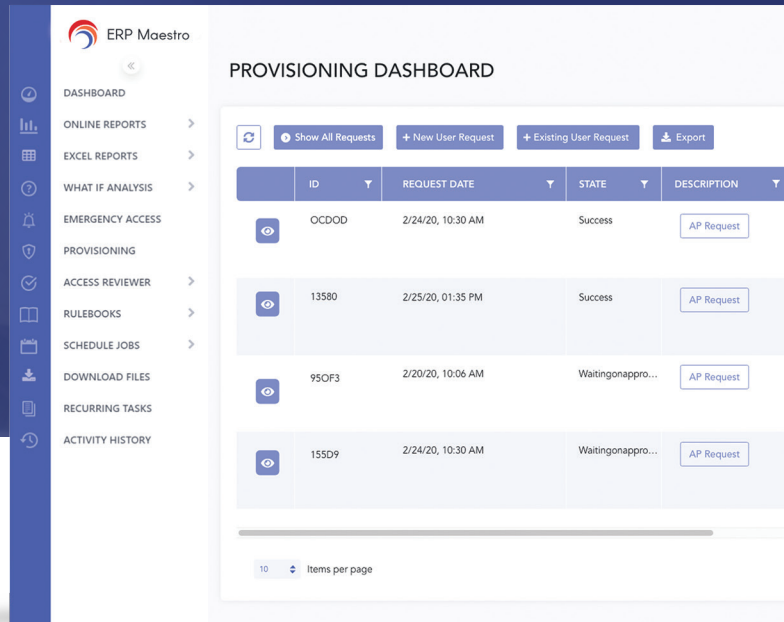 ERP Maestro
«
DASHBOARD
ONLINE REPORTS
EXCEL REPORTS
WHAT IF ANALYSIS
EMERGENCY ACCESS
PROVISIONING
ACCESS REVIEWER
RULEBOOKS
SCHEDULE JOBS
DOWNLOAD FILES
RECURRING TASKS
ACTIVITY HISTORY
PROVISIONING DASHBOARD
Show All Requests + New User Request + Existing User Request Export
ID REQUEST DATE STATE DESCRIPTION
OCDOD 2/24/20, 10:30 AM Success AP Request
13580 2/25/20, 01:35 PM Success AP Request
95OF3 2/20/20, 10:06 AM Waitingonappro... AP Request
155D9 2/24/20, 10:30 AM Waitingonappro... AP Request
10 Items per page